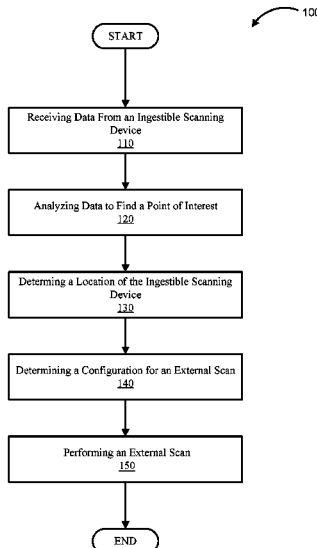 100
START
Receiving Data From an Ingestible Scanning
Device
110
Analyzing Data to Find a Point of Interest
120
Determing a Location of the Ingestible Scanning
Device
130
Determining a Configuration for an External Scan
140
Performing an External Scan
150
END